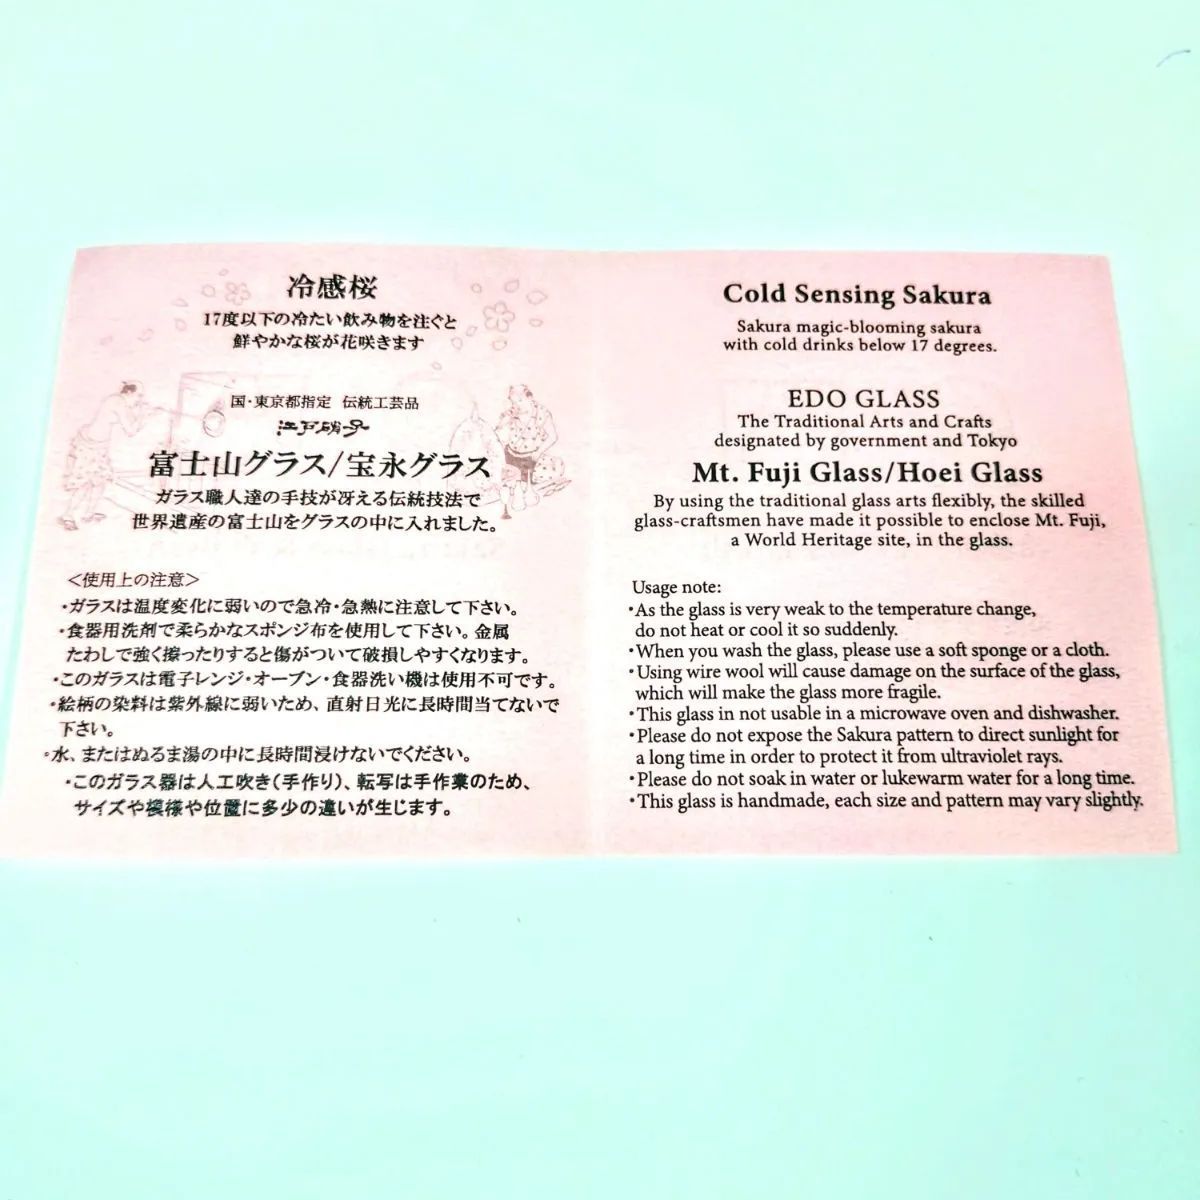 冷感桜
17度以下の冷たい飲み物を注ぐと
鮮やかな桜が花咲きます
国・東京都指定 伝統工芸品
江戸硝子
富士山グラス/宝永グラス
ガラス職人達の手技が冴える伝統技法で
世界遺産の富士山をグラスの中に入れました。
<使用上の注意>
・ガラスは温度変化に弱いので急冷・急熱に注意して下さい。
・食器用洗剤で柔らかなスポンジ布を使用して下さい。金属
たわしで強く擦ったりすると傷がついて破損しやすくなります。
・このガラスは電子レンジ・オーブン・食器洗い機は使用不可です。
・絵柄の染料は紫外線に弱いため、直射日光に長時間当てないで
下さい。
・水、またはぬるま湯の中に長時間浸けないでください。
・このガラス器は人工吹き(手作り)、転写は手作業のため、
サイズや模様や位置に多少の違いが生じます。
Cold Sensing Sakura
Sakura magic-blooming sakura
with cold drinks below 17 degrees.
EDO GLASS
The Traditional Arts and Crafts
designated by government and Tokyo
Mt. Fuji Glass/Hoei Glass
By using the traditional glass arts flexibly, the skilled
glass-craftsmen have made it possible to enclose Mt. Fuji,
a World Heritage site, in the glass.
Usage note:
・As the glass is very weak to the temperature change,
do not heat or cool it so suddenly.
・When you wash the glass, please use a soft sponge or a cloth.
・Using wire wool will cause damage on the surface of the glass,
which will make the glass more fragile.
・This glass in not usable in a microwave oven and dishwasher.
・Please do not expose the Sakura pattern to direct sunlight for
a long time in order to protect it from ultraviolet rays.
・Please do not soak in water or lukewarm water for a long time.
・This glass is handmade, each size and pattern may vary slightly.